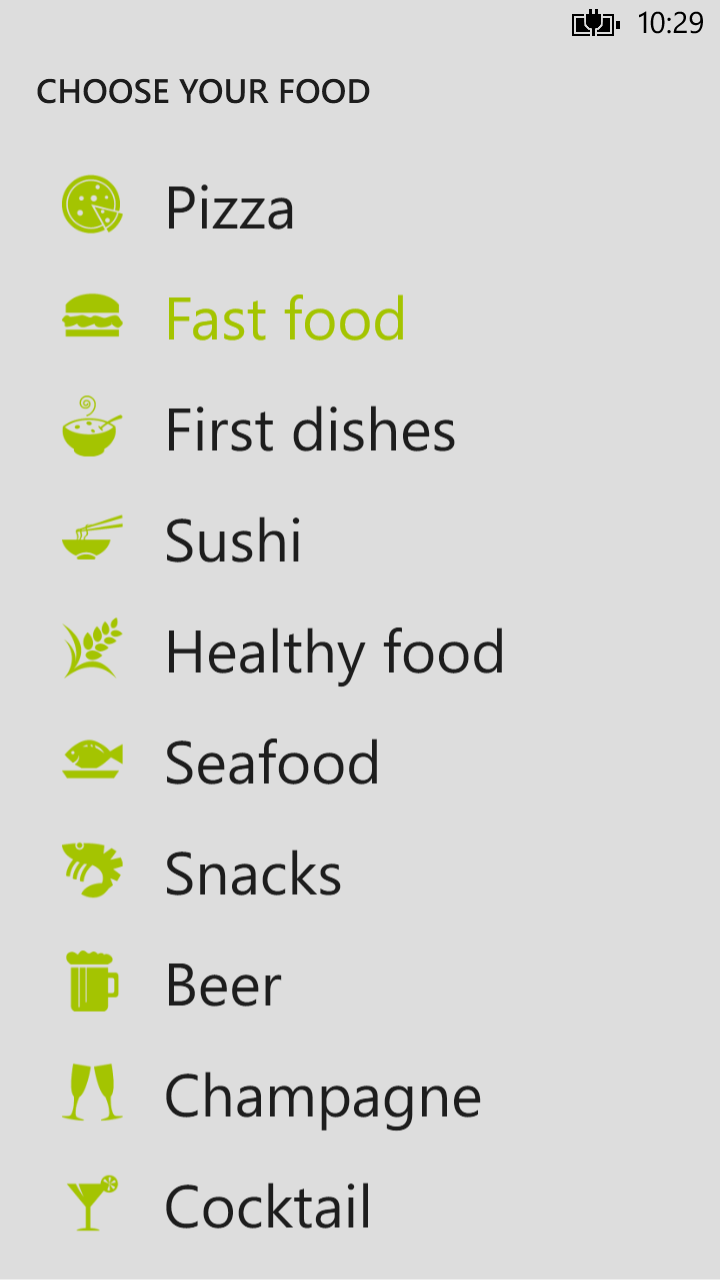 10:29
CHOOSE YOUR FOOD
Pizza
Fast food
First dishes
Sushi
Healthy food
Seafood
Snacks
Beer
Champagne
Cocktail